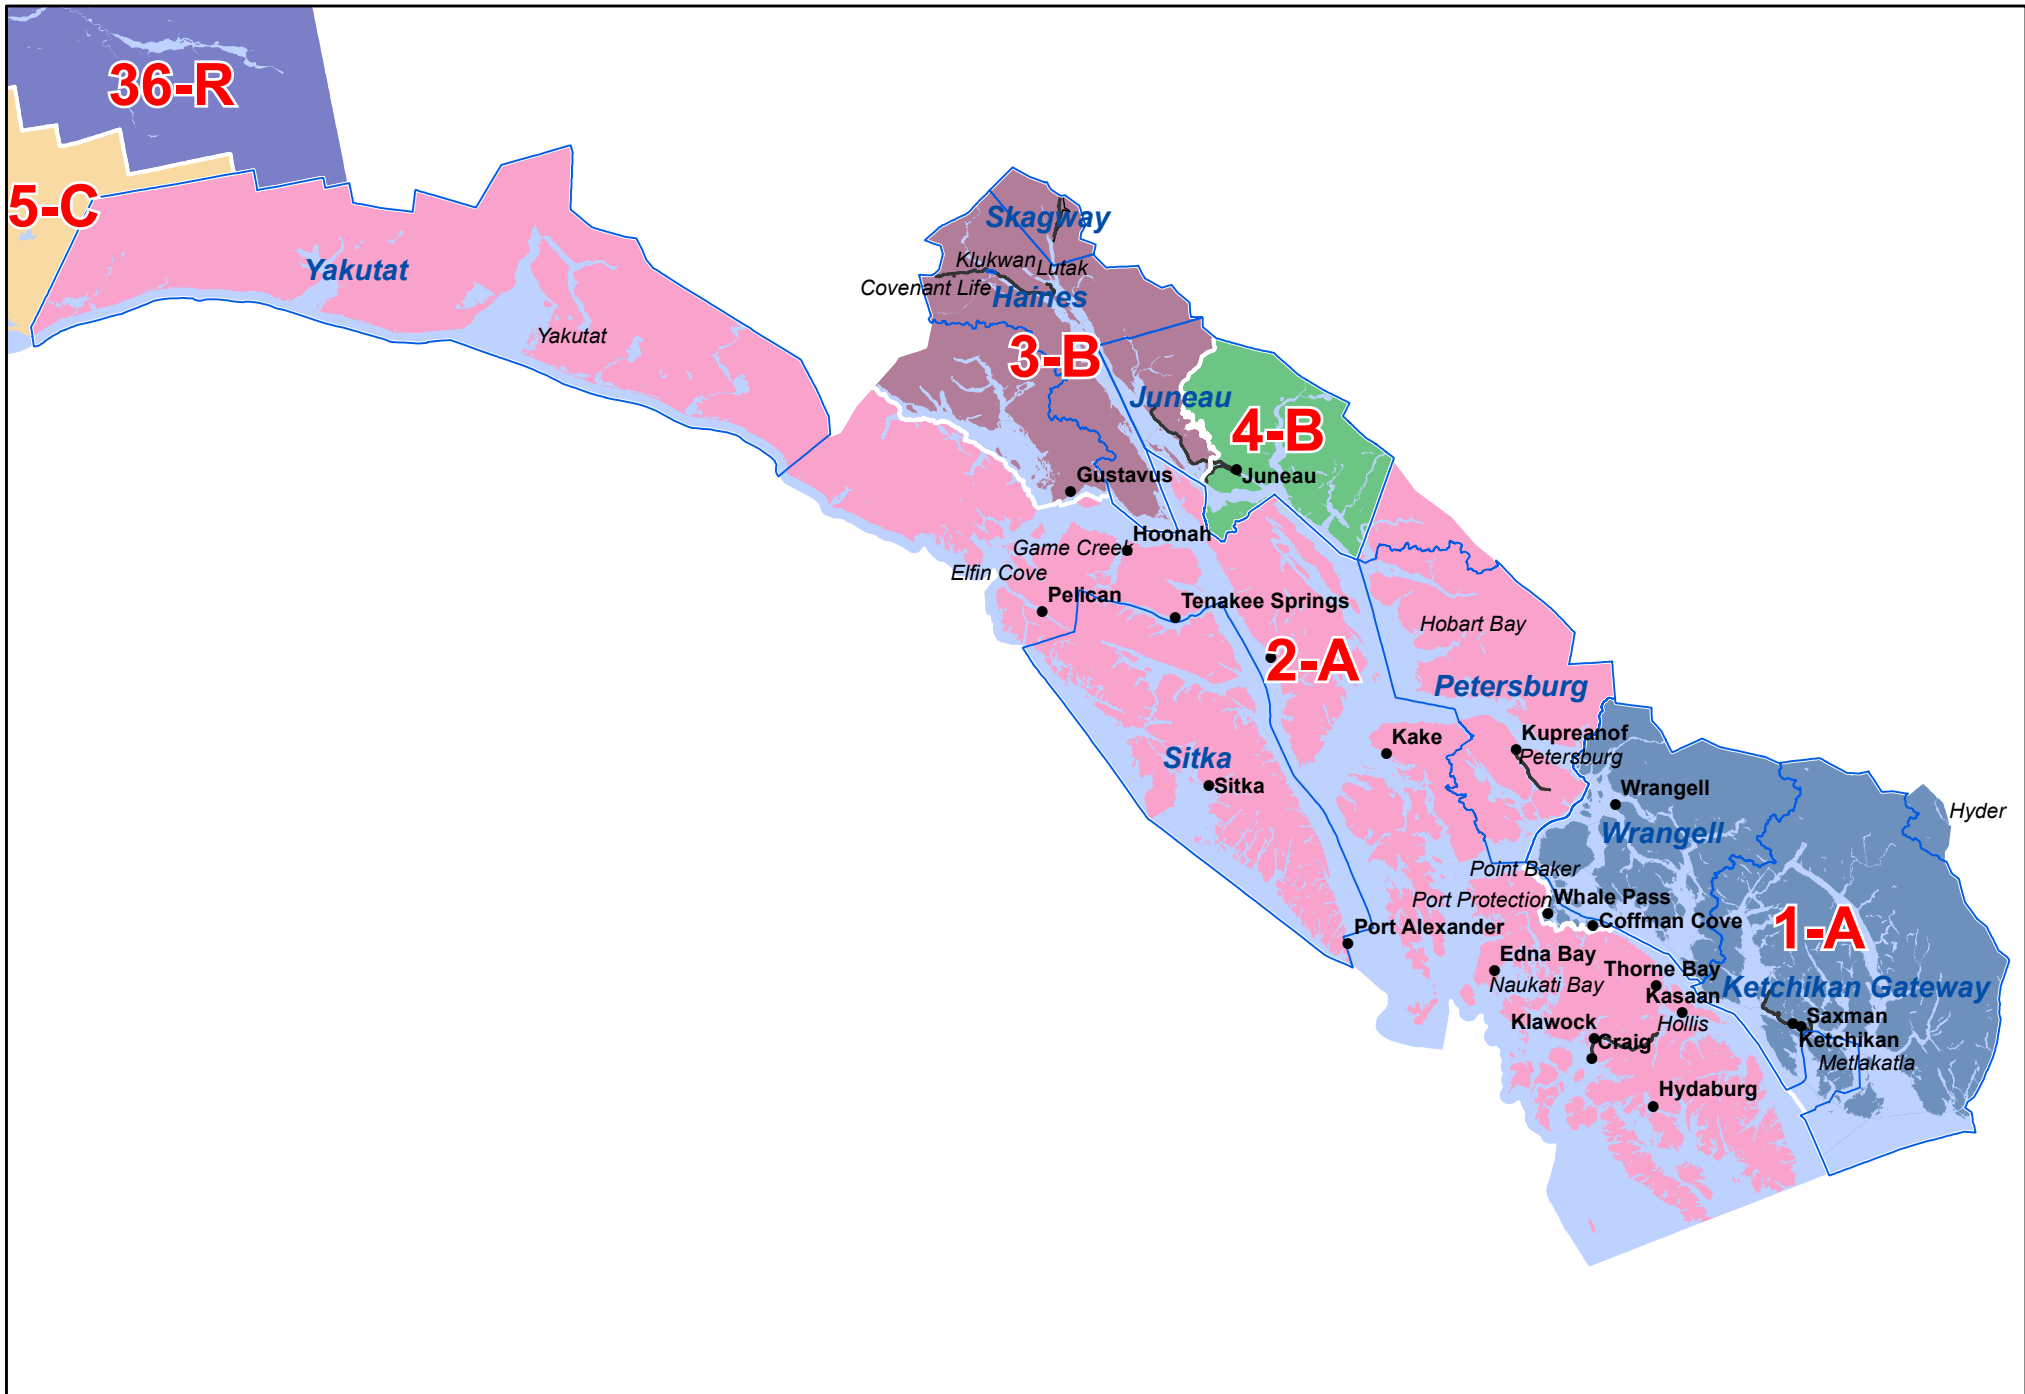 36-R
5-C
Skagway
Yakutat
Klukwan
Lutak
Covenant Life
Haines
Yakutat
3-B
Juneau
4-B
Gustavus
Juneau
Hoonah
Game Creek
Elfin Cove
Pelican
Tenakee Springs
Hobart Bay
2-A
Petersburg
Kake
Kupreanof
Petersburg
Sitka
Sitka
Wrangell
Hyder
Wrangell
Point Baker
Port Protection
Whale Pass
Coffman Cove
Port Alexander
1-A
Edna Bay
Thorne Bay
Naukati Bay
Ketchikan Gateway
Kasaan
Klawock
Hollis
Saxman
Craig
Ketchikan
Metlakatla
Hydaburg